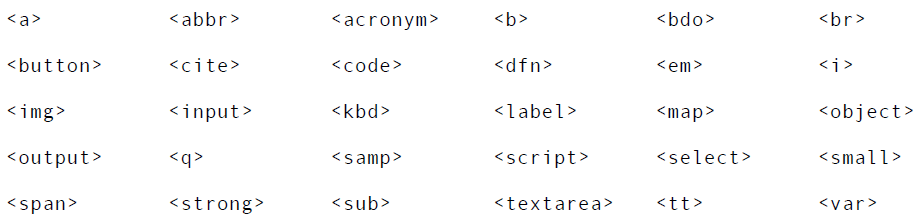 <a> <abbr> <acronym> <b> <bdo> <br>
<button> <cite> <code> <dfn> <em> <i>
<img> <input> <kbd> <label> <map> <object>
<output> <q> <samp> <script> <select> <small>
<span> <strong> <sub> <textarea> <tt> <var>